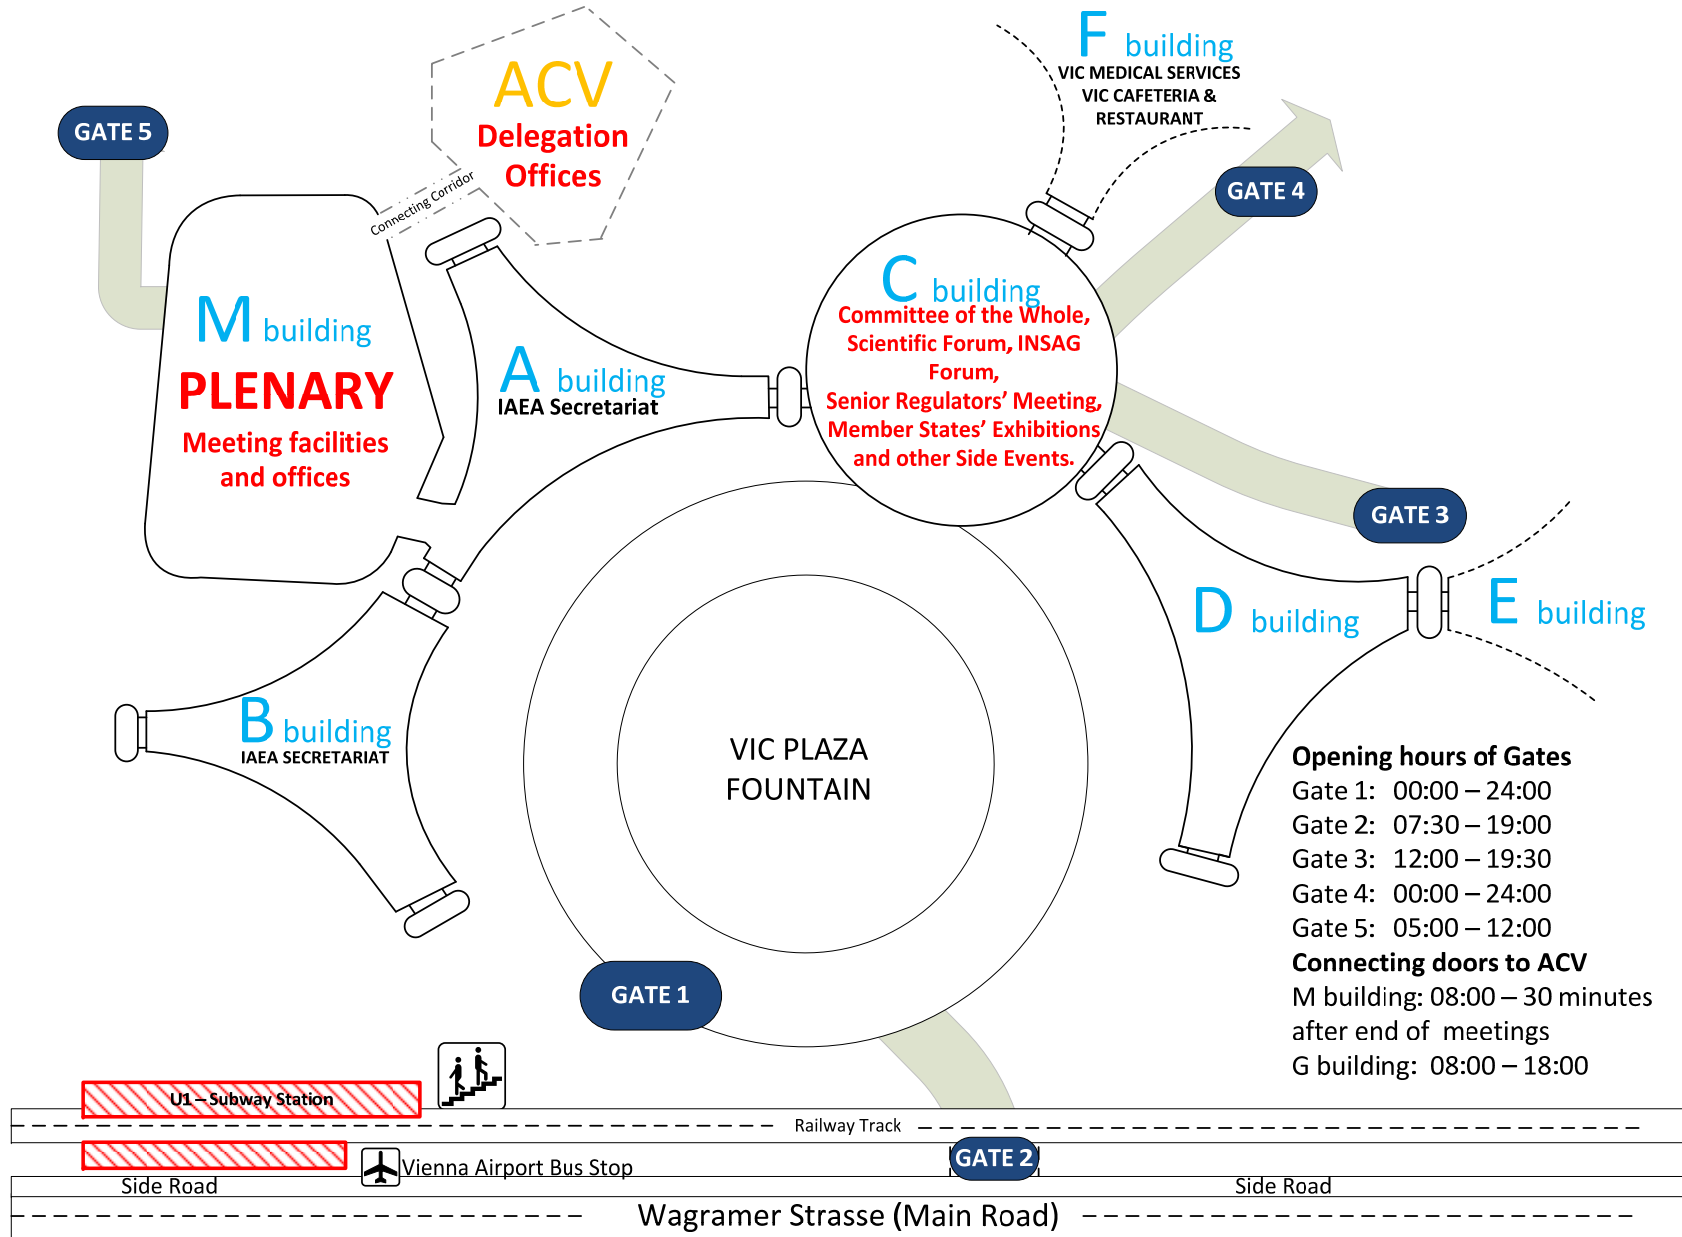 F building
VIC MEDICAL SERVICES
VIC CAFETERIA &
RESTAURANT
ACV
Delegation
Offices
GATE 5
GATE 4
Connecting Corridor
C building
Committee of the Whole,
Scientific Forum, INSAG
Forum,
Senior Regulators’ Meeting,
Member States’ Exhibitions
and other Side Events.
M building
PLENARY
Meeting facilities
and offices
A building
IAEA Secretariat
GATE 3
D building
E building
B building
IAEA SECRETARIAT
VIC PLAZA
FOUNTAIN
Opening hours of Gates
Gate 1: 00:00 – 24:00
Gate 2: 07:30 – 19:00
Gate 3: 12:00 – 19:30
Gate 4: 00:00 – 24:00
Gate 5: 05:00 – 12:00
Connecting doors to ACV
M building: 08:00 – 30 minutes
after end of meetings
G building: 08:00 – 18:00
GATE 1
U1 – Subway Station
Railway Track
Vienna Airport Bus Stop
GATE 2
Side Road
Side Road
Wagramer Strasse (Main Road)